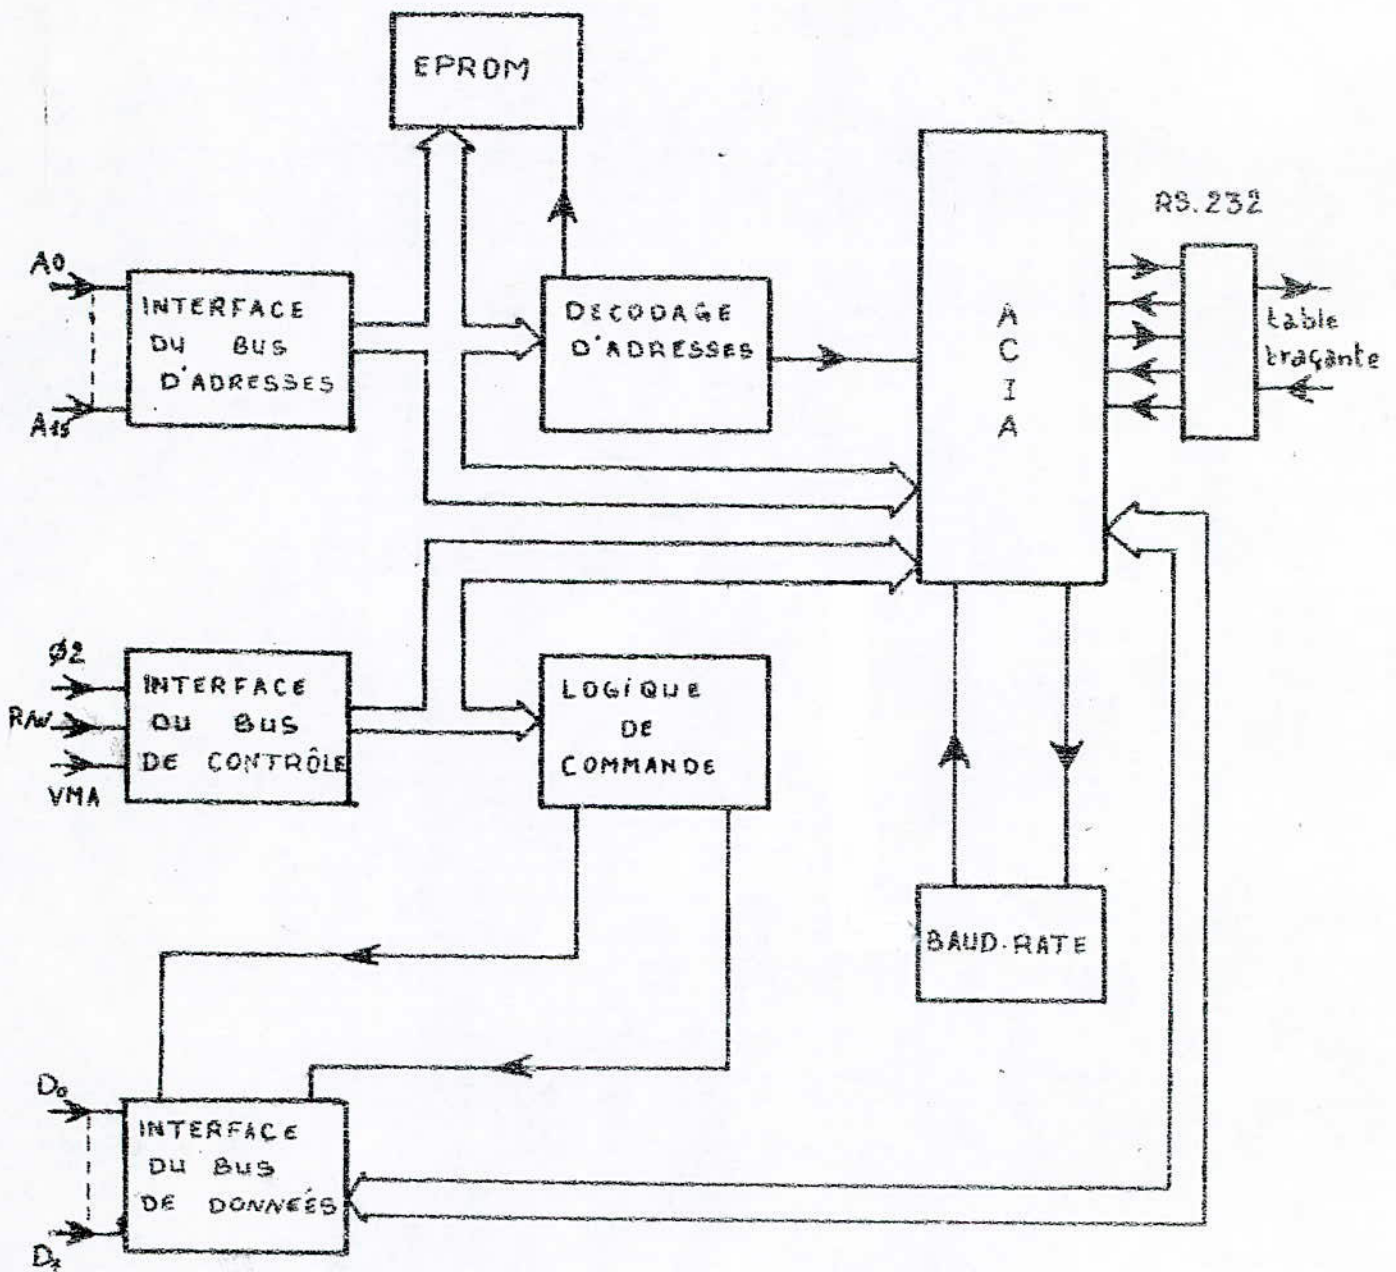 EPROM
RS.232
A0
INTERFACE
DU BUS
D'ADRESSES
A15
DECODAGE
D'ADRESSES
A
C
I
A
table
traçante
Ø2
R/W
VMA
INTERFACE
DU BUS
DE CONTRÔLE
LOGIQUE
DE
COMMANDE
BAUD.RATE
D0
INTERFACE
DU BUS
DE DONNÉES
D7